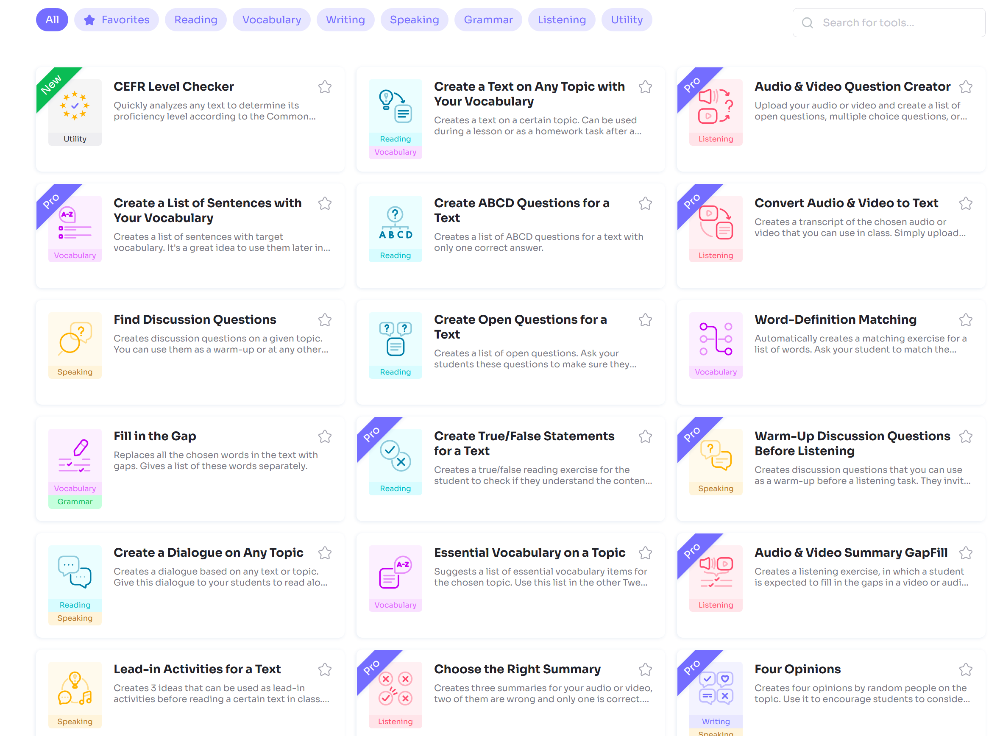 All
Favorites
Reading
Vocabulary
Writing
Speaking
Grammar
Listening
Utility
Search for tools...
New
Utility
CEFR Level Checker
Quickly analyzes any text to determine its
proficiency level according to the Common...
Reading
Vocabulary
Create a Text on Any Topic with
Your Vocabulary
Creates a text on a certain topic. Can be used
during a lesson or as a homework task after a...
Pro
Listening
Audio & Video Question Creator
Upload your audio or video and create a list of
open questions, multiple choice questions, or...
Pro
A-Z
Vocabulary
Create a List of Sentences with
Your Vocabulary
Creates a list of sentences with target
vocabulary. It's a great idea to use them later in...
?
A B C D
Reading
Create ABCD Questions for a
Text
Creates a list of ABCD questions for a text with
only one correct answer.
Pro
Listening
Convert Audio & Video to Text
Creates a transcript of the chosen audio or
video that you can use in class. Simply upload...
?
Speaking
Find Discussion Questions
Creates discussion questions on a given topic.
You can use them as a warm-up or at any other...
? ?
Reading
Create Open Questions for a
Text
Creates a list of open questions. Ask your
students these questions to make sure they...
Vocabulary
Word-Definition Matching
Automatically creates a matching exercise for a
list of words. Ask your student to match the...
Vocabulary
Grammar
Fill in the Gap
Replaces all the chosen words in the text with
gaps. Gives a list of these words separately.
Pro
Reading
Create True/False Statements
for a Text
Creates a true/false reading exercise for the
student to check if they understand the conten...
Pro
?
Speaking
Warm-Up Discussion Questions
Before Listening
Creates discussion questions that you can use
as a warm-up before a listening task. They invit...
Reading
Speaking
Create a Dialogue on Any Topic
Creates a dialogue based on any text or topic.
Give this dialogue to your students to read alo...
A-Z
Vocabulary
Essential Vocabulary on a Topic
Suggests a list of essential vocabulary items for
the chosen topic. Use this list in the other Twe...
Pro
Listening
Audio & Video Summary GapFill
Creates a listening exercise, in which a student
is expected to fill in the gaps in a video or audi...
Speaking
Lead-in Activities for a Text
Creates 3 ideas that can be used as lead-in
activities before reading a certain text in class....
Pro
Listening
Choose the Right Summary
Creates three summaries for your audio or video,
two of them are wrong and only one is correct....
Pro
Writing
Speaking
Four Opinions
Creates four opinions by random people on the
topic. Use it to encourage students to conside...